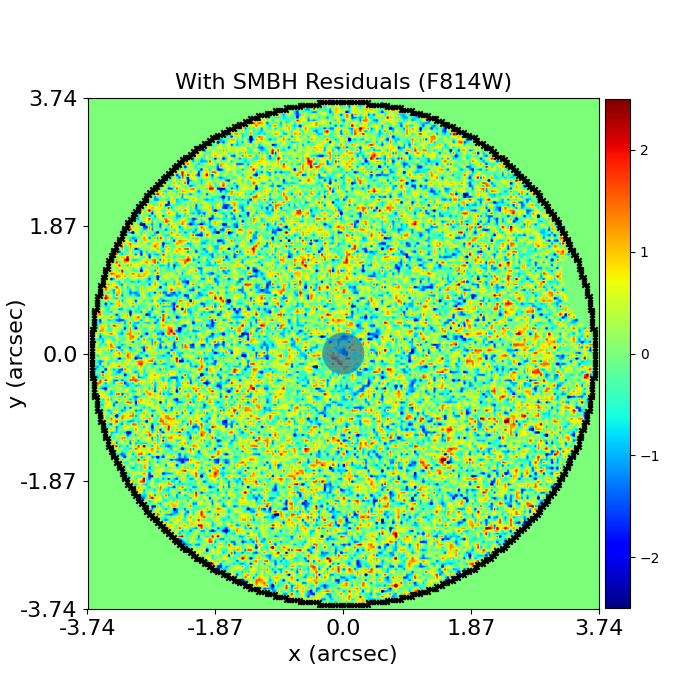 With SMBH Residuals (F814W)
3.74
1.87
0.0
-1.87
-3.74
y (arcsec)
-3.74 -1.87 0.0 1.87 3.74
x (arcsec)
2
1
0
−1
−2